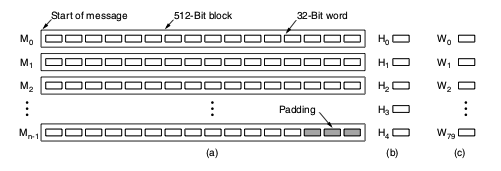 Start of message 512-Bit block 32-Bit word
M0 H0 W0
M1 H1 W1
M2 H2 W2
Padding H3
Mn-1 H4 W79
(a) (b) (c)